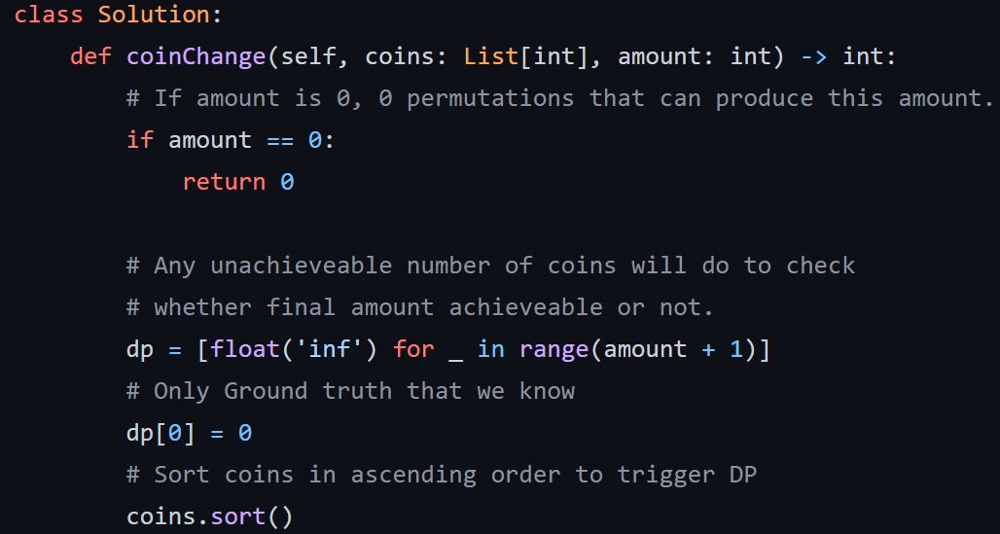 class Solution:
    def coinChange(self, coins: List[int], amount: int) -> int:
        # If amount is 0, 0 permutations that can produce this amount.
        if amount == 0:
            return 0

        # Any unachieveable number of coins will do to check
        # whether final amount achieveable or not.
        dp = [float('inf') for _ in range(amount + 1)]
        # Only Ground truth that we know
        dp[0] = 0
        # Sort coins in ascending order to trigger DP
        coins.sort()